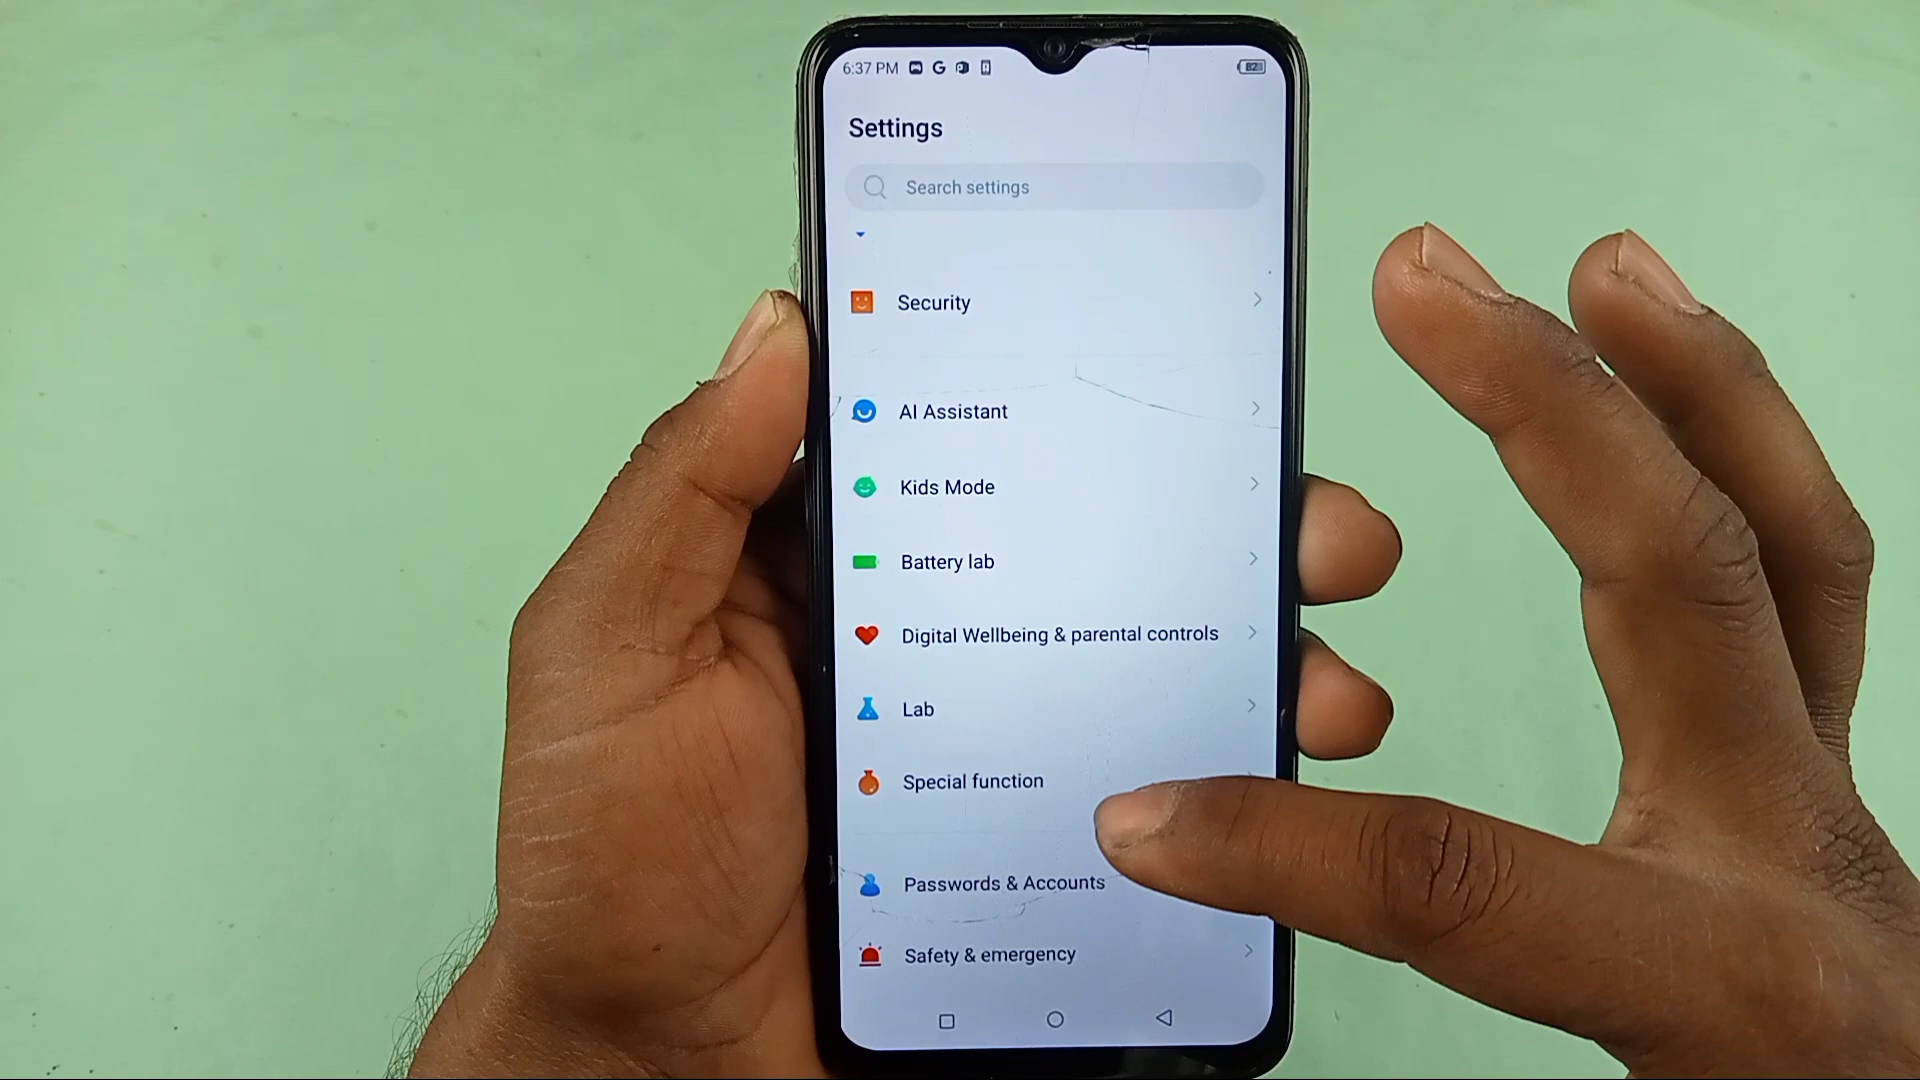 6:37 PM
82
Settings
Search settings
Security
AI Assistant
Kids Mode
Battery lab
Digital Wellbeing & parental controls
Lab
Special function
Passwords & Accounts
Safety & emergency